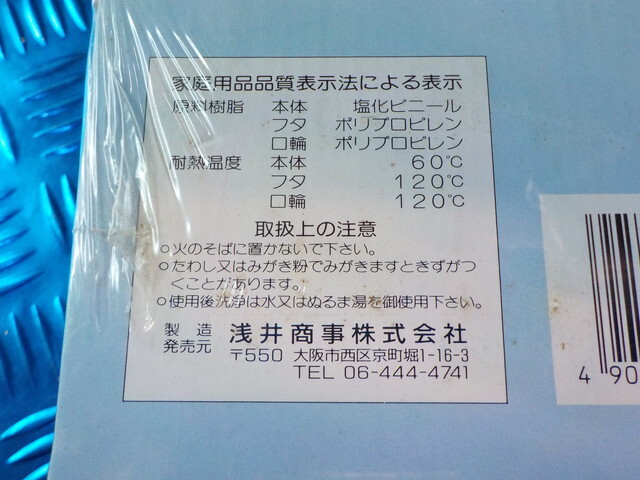 家庭用品品質表示法による表示
原料樹脂 本体 塩化ビニール
フタ ポリプロピレン
口輪 ポリプロピレン
耐熱温度 本体 60℃
フタ 120℃
口輪 120℃
取扱上の注意
○火のそばに置かないで下さい。
○たわし又はみがき粉でみがきますときずがつ
くことがあります。
○使用後洗浄は水又はぬるま湯を御使用下さい。
製造
発売元 浅井商事株式会社
〒550 大阪市西区京町堀1-16-3
TEL 06-444-4741
4 90